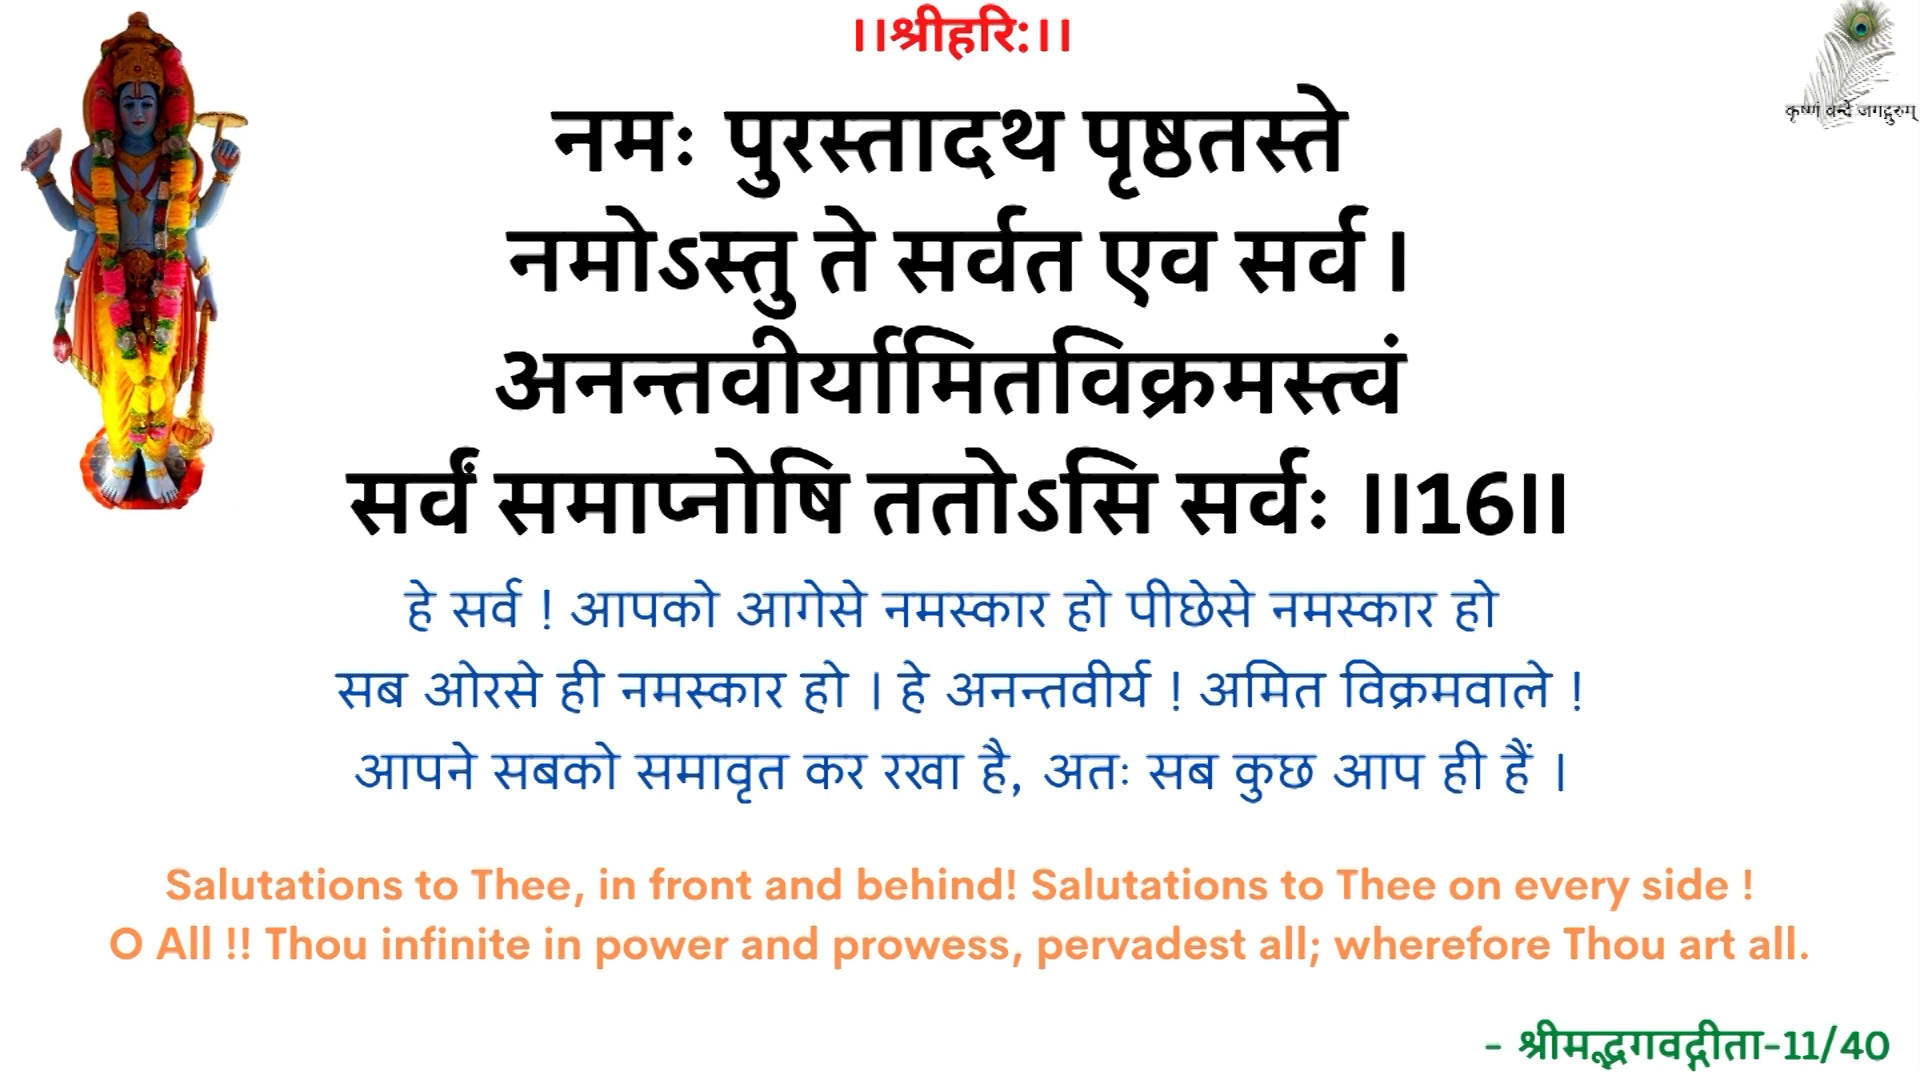 ।।श्रीहरि:।।
कृष्णं वन्दे जगद्गुरुम्
नमः पुरस्तादथ पृष्ठतस्ते
नमोऽस्तु ते सर्वत एव सर्व ।
अनन्तवीर्यामितविक्रमस्त्वं
सर्वं समाप्नोषि ततोऽसि सर्वः ॥16॥
हे सर्व ! आपको आगेसे नमस्कार हो पीछेसे नमस्कार हो
सब ओरसे ही नमस्कार हो । हे अनन्तवीर्य ! अमित विक्रमवाले !
आपने सबको समावृत कर रखा है, अतः सब कुछ आप ही हैं ।
Salutations to Thee, in front and behind! Salutations to Thee on every side !
O All !! Thou infinite in power and prowess, pervadest all; wherefore Thou art all.
- श्रीमद्भगवद्गीता-11/40